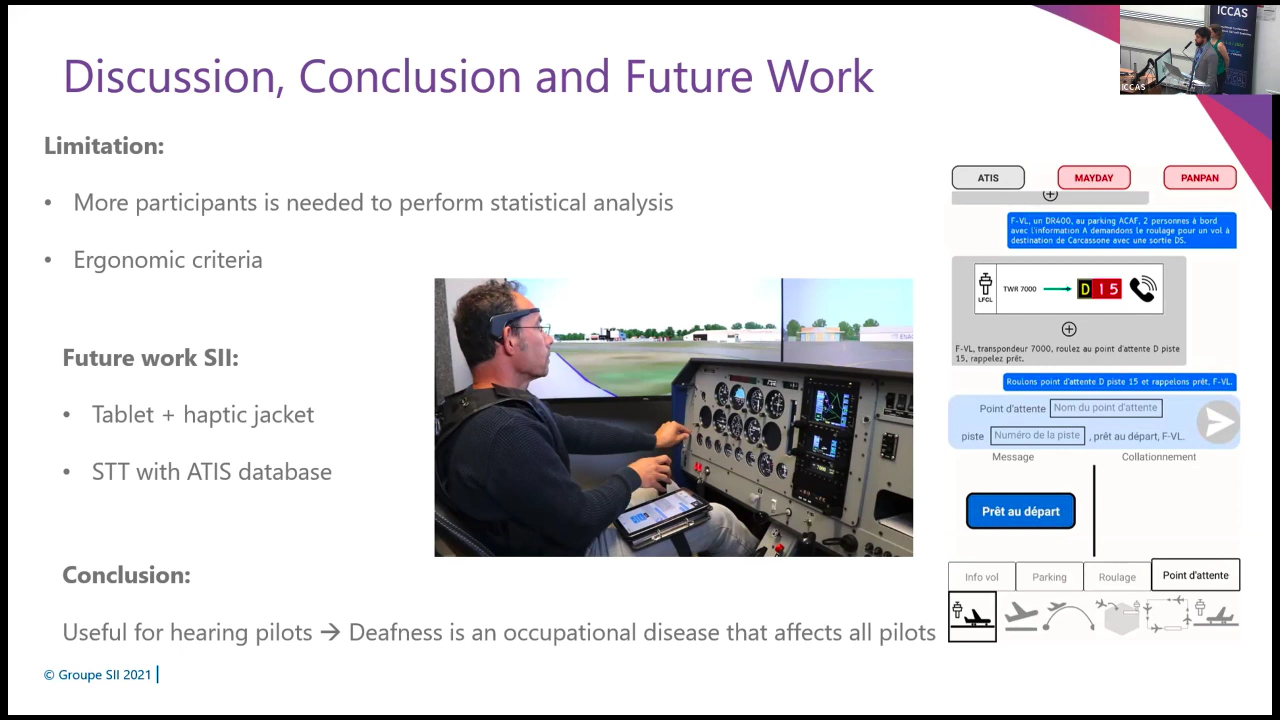 Discussion, Conclusion and Future Work
ICCAS
ICCAS
Limitation:
• More participants is needed to perform statistical analysis
• Ergonomic criteria
Future work SII:
• Tablet + haptic jacket
• STT with ATIS database
Conclusion:
Useful for hearing pilots → Deafness is an occupational disease that affects all pilots
© Groupe SII 2021
ATIS MAYDAY PANPAN
F-VL, un DR400, au parking ACAF, 2 personnes à bord
avec l'information A demandons le roulage pour un vol à
destination de Carcassone avec une sortie DS.
LFCL
TWR 7000 D 15
F-VL, transpondeur 7000, roulez au point d'attente D piste
15, rappelez prêt.
Roulons point d'attente D piste 15 et rappelons prêt, F-VL.
Point d'attente Nom du point d'attente
piste Numéro de la piste , prêt au départ, F-VL.
Message Collationnement
Prêt au départ
Info vol Parking Roulage Point d'attente